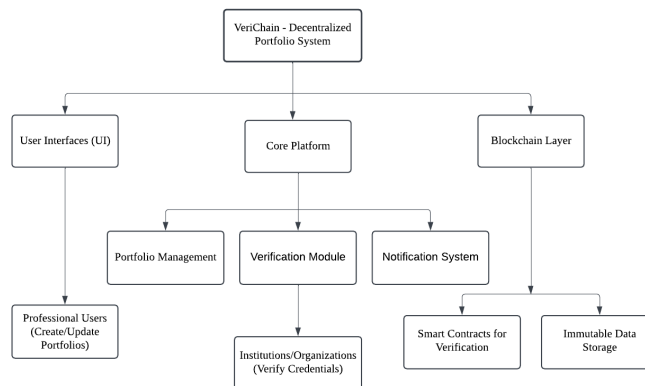 VeriChain - Decentralized
Portfolio System
User Interfaces (UI)
Core Platform
Blockchain Layer
Portfolio Management
Verification Module
Notification System
Professional Users
(Create/Update
Portfolios)
Smart Contracts for
Verification
Immutable Data
Storage
Institutions/Organizations
(Verify Credentials)